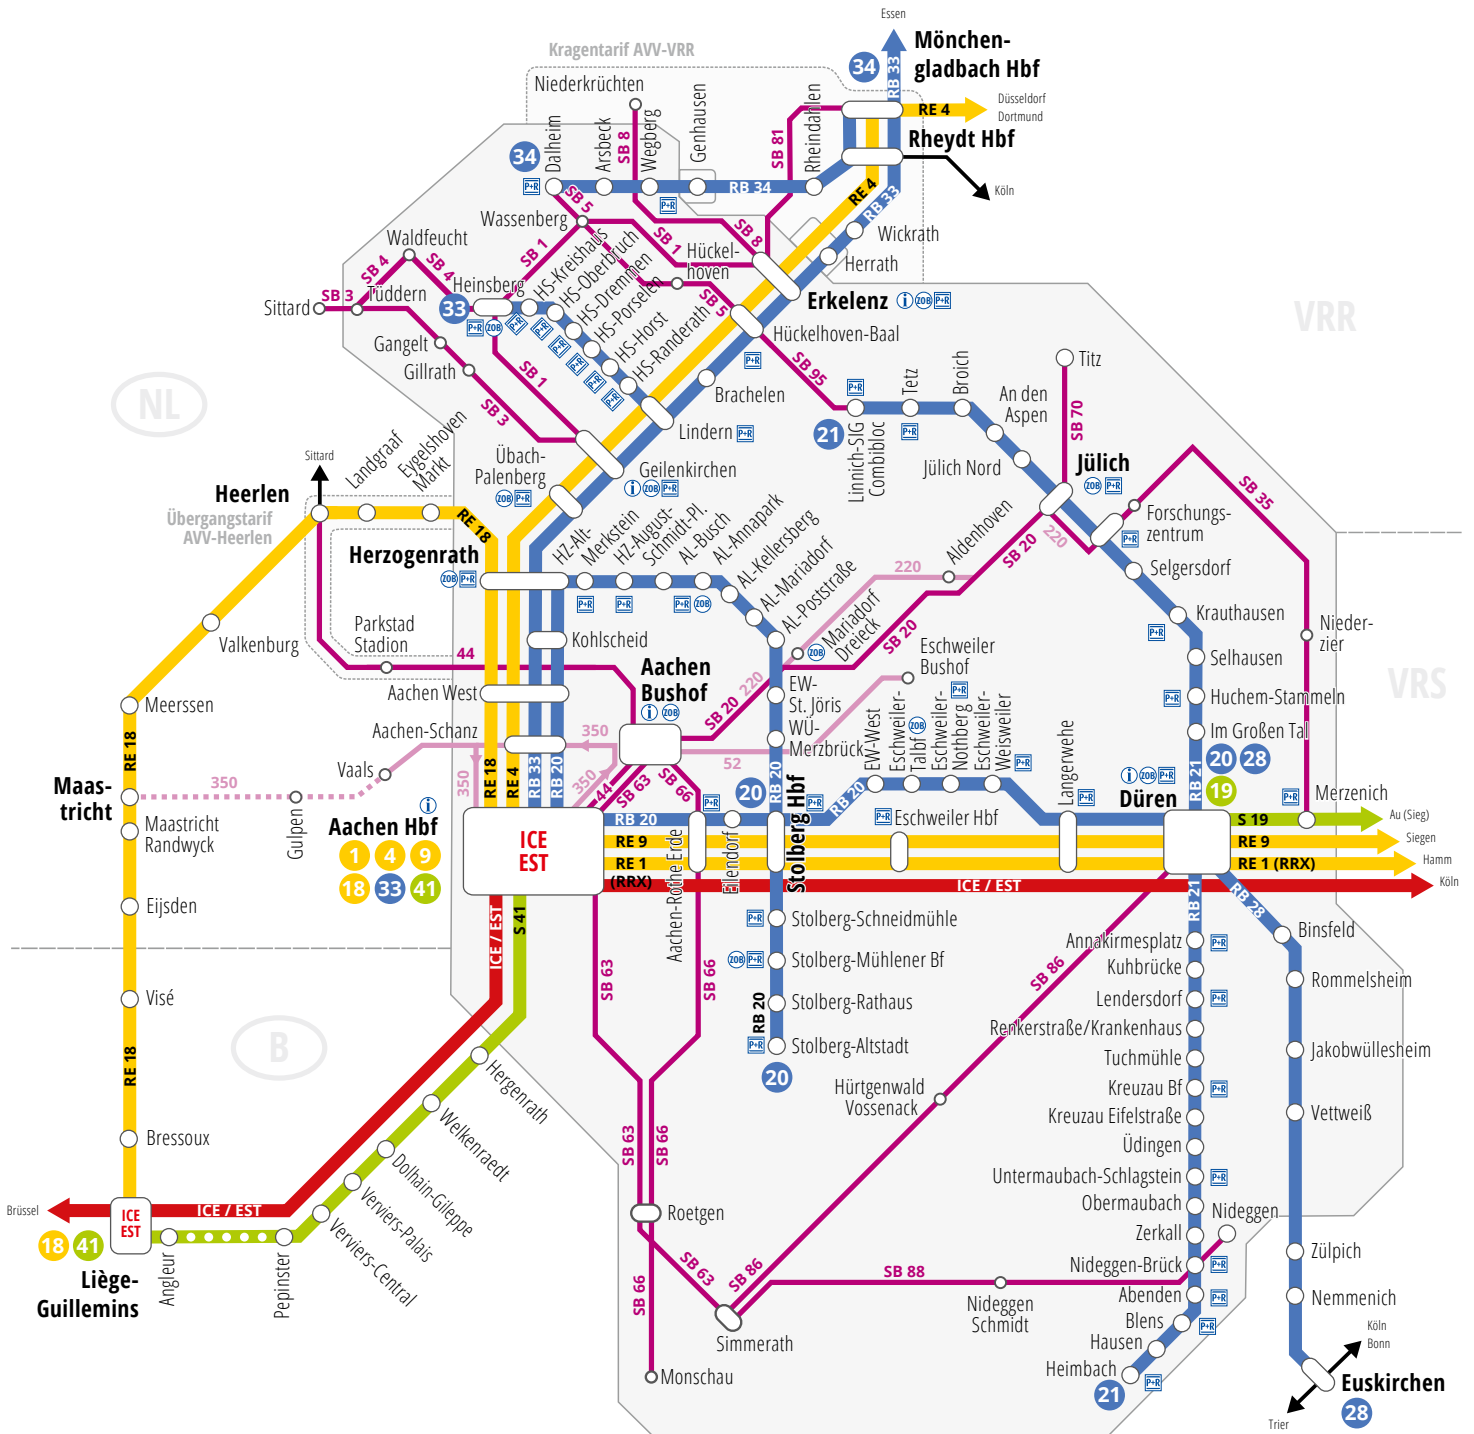 Essen
Mönchen-
gladbach Hbf
34
RB 33
Kragentarif AVV-VRR
Niederkrüchten
RE 4
Düsseldorf
Dortmund
Rheydt Hbf
Köln
34
Dalheim
Arsbeck
SB 8
Wegberg
Genhausen
SB 81
Rheindahlen
P+R
RB 34
P+R
RE 4
RB 33
SB 5
Wassenberg
SB 1
SB 1
SB 8
Wickrath
Herrath
Waldfeucht
SB 4
SB 4
Hückel-
hoven
SB 5
Erkelenz
i ZOB P+R
Sittard
SB 3
Tüddern
33
Heinsberg
P+R ZOB
HS-Kreishaus
P+R
HS-Oberbruch
P+R
HS-Dremmen
P+R
HS-Porselen
P+R
HS-Horst
P+R
HS-Randerath
P+R
Hückelhoven-Baal
P+R
VRR
Gangelt
Gillrath
SB 3
SB 1
SB 95
Brachelen
Lindern P+R
NL
Titz
SB 70
P+R
Tetz
P+R
Broich
An den
Aspen
21
Linnich-SIG
Combibloc
Jülich Nord
Jülich
ZOB P+R
SB 35
Übach-
Palenberg
ZOB P+R
Geilenkirchen
i ZOB P+R
Sittard
Landgraaf
Eygelshoven
Markt
Heerlen
Übergangstarif
AVV-Heerlen
RE 18
Forschungs-
zentrum
P+R
220
SB 20
Aldenhoven
220
Selgersdorf
Krauthausen
P+R
Herzogenrath
ZOB P+R
HZ-Alt-
Merkstein
P+R
HZ-August-
Schmidt-Pl.
P+R
AL-Busch
P+R ZOB
AL-Annapark
AL-Kellersberg
AL-Mariadorf
AL-Poststraße
ZOB
Mariadorf
Dreieck
SB 20
Nieder-
zier
Valkenburg
Parkstad
Stadion
44
Kohlscheid
Aachen West
Aachen
Bushof
i ZOB
Eschweiler
Bushof
Selhausen
P+R
Huchem-Stammeln
Im Großen Tal
VRS
Meerssen
RE 18
Aachen-Schanz
350
350
350
SB 20
220
EW-
St. Jöris
WÜ-
Merzbrück
52
EW-West
Eschweiler-
Talbf ZOB
Eschweiler-
Nothberg P+R
Eschweiler-
Weisweiler
P+R
Langerwehe
P+R
i ZOB P+R
Düren
20 28
19
RB 21
P+R
Merzenich
Maas-
tricht
350
Vaals
Gulpen
RE 18
RE 4
RB 33
RB 20
44
SB 63
SB 66
P+R
20
RB 20
P+R
RB 20
Maastricht
Randwyck
i
Aachen Hbf
1 4 9
18 33 41
ICE
EST
RB 20
RE 9
RE 1
(RRX)
Aachen-Rothe Erde
Eilendorf
Stolberg Hbf
P+R Eschweiler Hbf
ICE / EST
S 19
Au (Sieg)
RE 9
Siegen
RE 1 (RRX)
Hamm
Köln
Eijsden
ICE / EST
S 41
SB 63
SB 66
P+R Stolberg-Schneidmühle
ZOB P+R Stolberg-Mühlener Bf
RB 20
Stolberg-Rathaus
P+R Stolberg-Altstadt
20
RB 21
RB 28
SB 86
Annakirmesplatz P+R
Kuhbrücke
Lendersdorf P+R
Renkerstraße/Krankenhaus
Tuchmühle
Kreuzau Bf P+R
Kreuzau Eifelstraße
Üdingen
Untermaubach-Schlagstein P+R
Obermaubach
Zerkall
Nideggen-Brück P+R
Abenden P+R
Blens P+R
Hausen
Heimbach P+R
21
Binsfeld
Rommelsheim
Jakobwüllesheim
Vettweiß
Zülpich
Nemmenich
Visé
RE 18
B
Bressoux
Hergenrath
Welkenraedt
Dolhain-Gileppe
Verviers-Palais
Verviers-Central
Pepinster
Angleur
Brüssel
ICE / EST
ICE
EST
18 41
Liège-
Guillemins
Hürtgenwald
Vossenack
SB 63
SB 66
Roetgen
SB 63
SB 86
SB 66
SB 88
Nideggen
Nideggen
Schmidt
Simmerath
Monschau
Köln
Bonn
Euskirchen
28
Trier